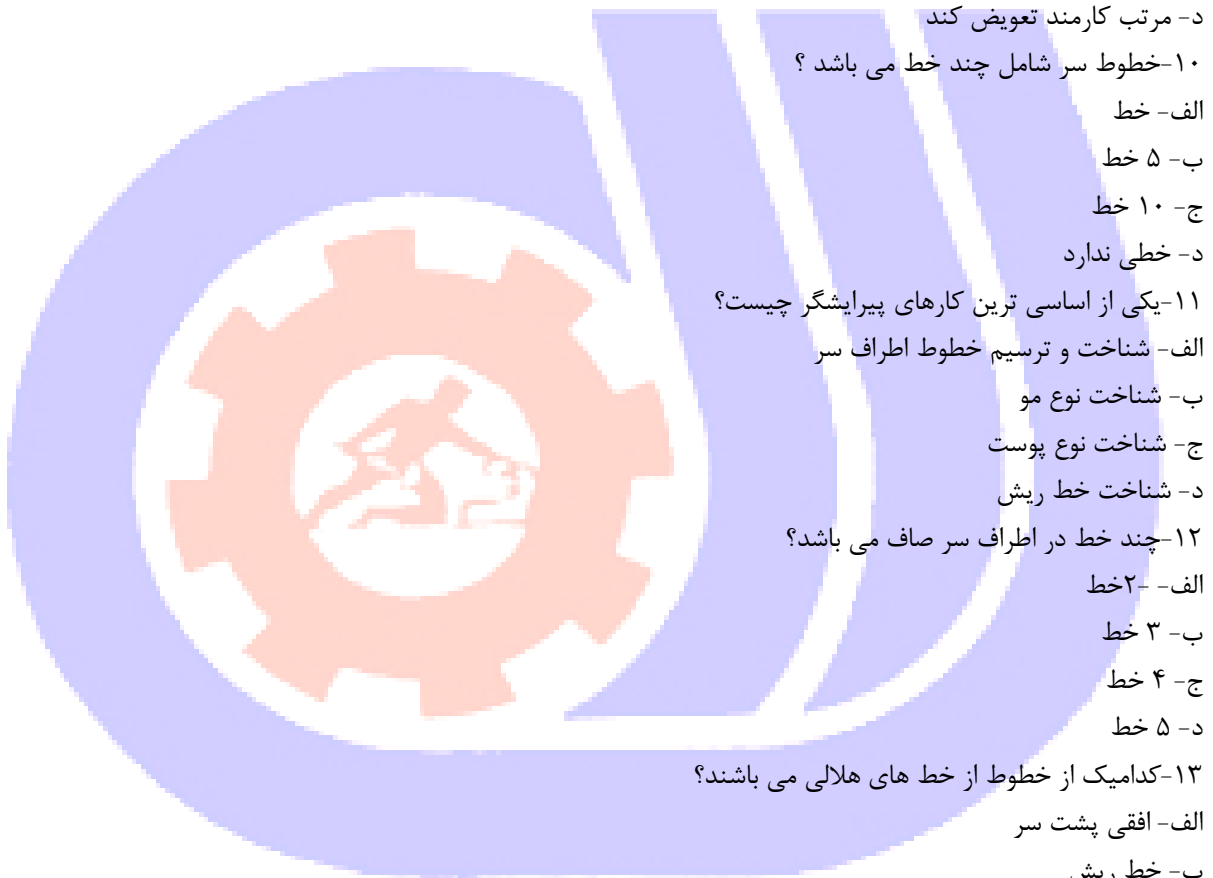 د- مرتب کارمند تعویض کند
۱۰-خطوط سر شامل چند خط می باشد ؟
الف- خط
ب- ۵ خط
ج- ۱۰ خط
د- خطی ندارد
۱۱-یکی از اساسی ترین کارهای پیرایشگر چیست؟
الف- شناخت و ترسیم خطوط اطراف سر
ب- شناخت نوع مو
ج- شناخت نوع پوست
د- شناخت خط ریش
۱۲-چند خط در اطراف سر صاف می باشد؟
الف- -۲خط
ب- ۳ خط
ج- ۴ خط
د- ۵ خط
۱۳-کدامیک از خطوط از خط های هلالی می باشند؟
الف- افقی پشت سر
ب- خط ریش